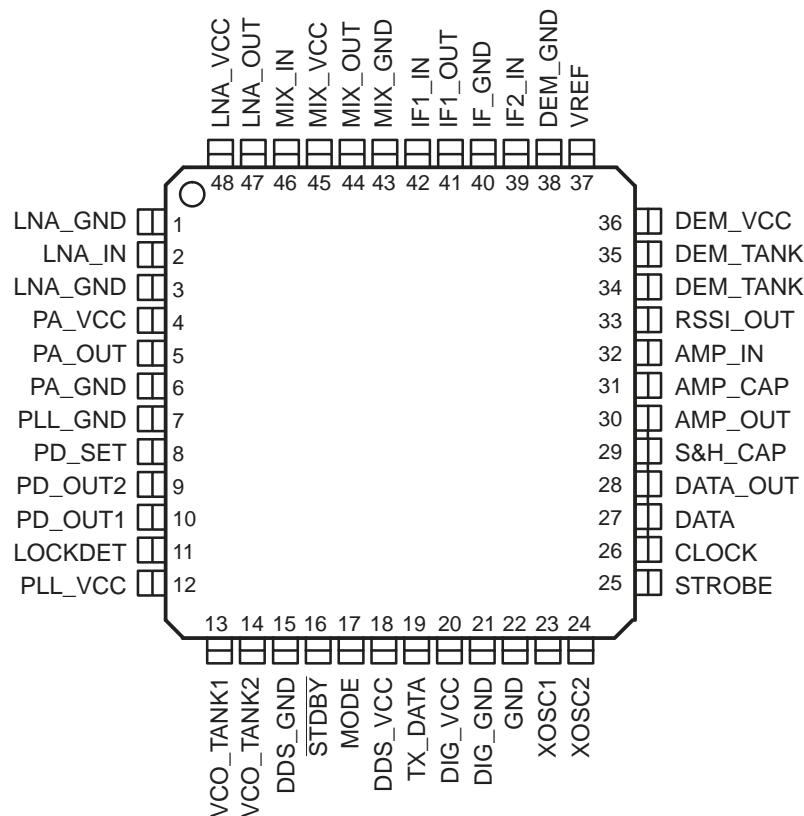 LNA_VCC
LNA_OUT
MIX_IN
MIX_VCC
MIX_OUT
MIX_GND
IF1_IN
IF1_OUT
IF_GND
IF2_IN
DEM_GND
VREF
48 47 46 45 44 43 42 41 40 39 38 37
LNA_GND 1
LNA_IN 2
LNA_GND 3
PA_VCC 4
PA_OUT 5
PA_GND 6
PLL_GND 7
PD_SET 8
PD_OUT2 9
PD_OUT1 10
LOCKDET 11
PLL_VCC 12
36 DEM_VCC
35 DEM_TANK
34 DEM_TANK
33 RSSI_OUT
32 AMP_IN
31 AMP_CAP
30 AMP_OUT
29 S&H_CAP
28 DATA_OUT
27 DATA
26 CLOCK
25 STROBE
13 14 15 16 17 18 19 20 21 22 23 24
VCO_TANK1
VCO_TANK2
DDS_GND
STDBY
MODE
DDS_VCC
TX_DATA
DIG_VCC
DIG_GND
GND
XOSC1
XOSC2